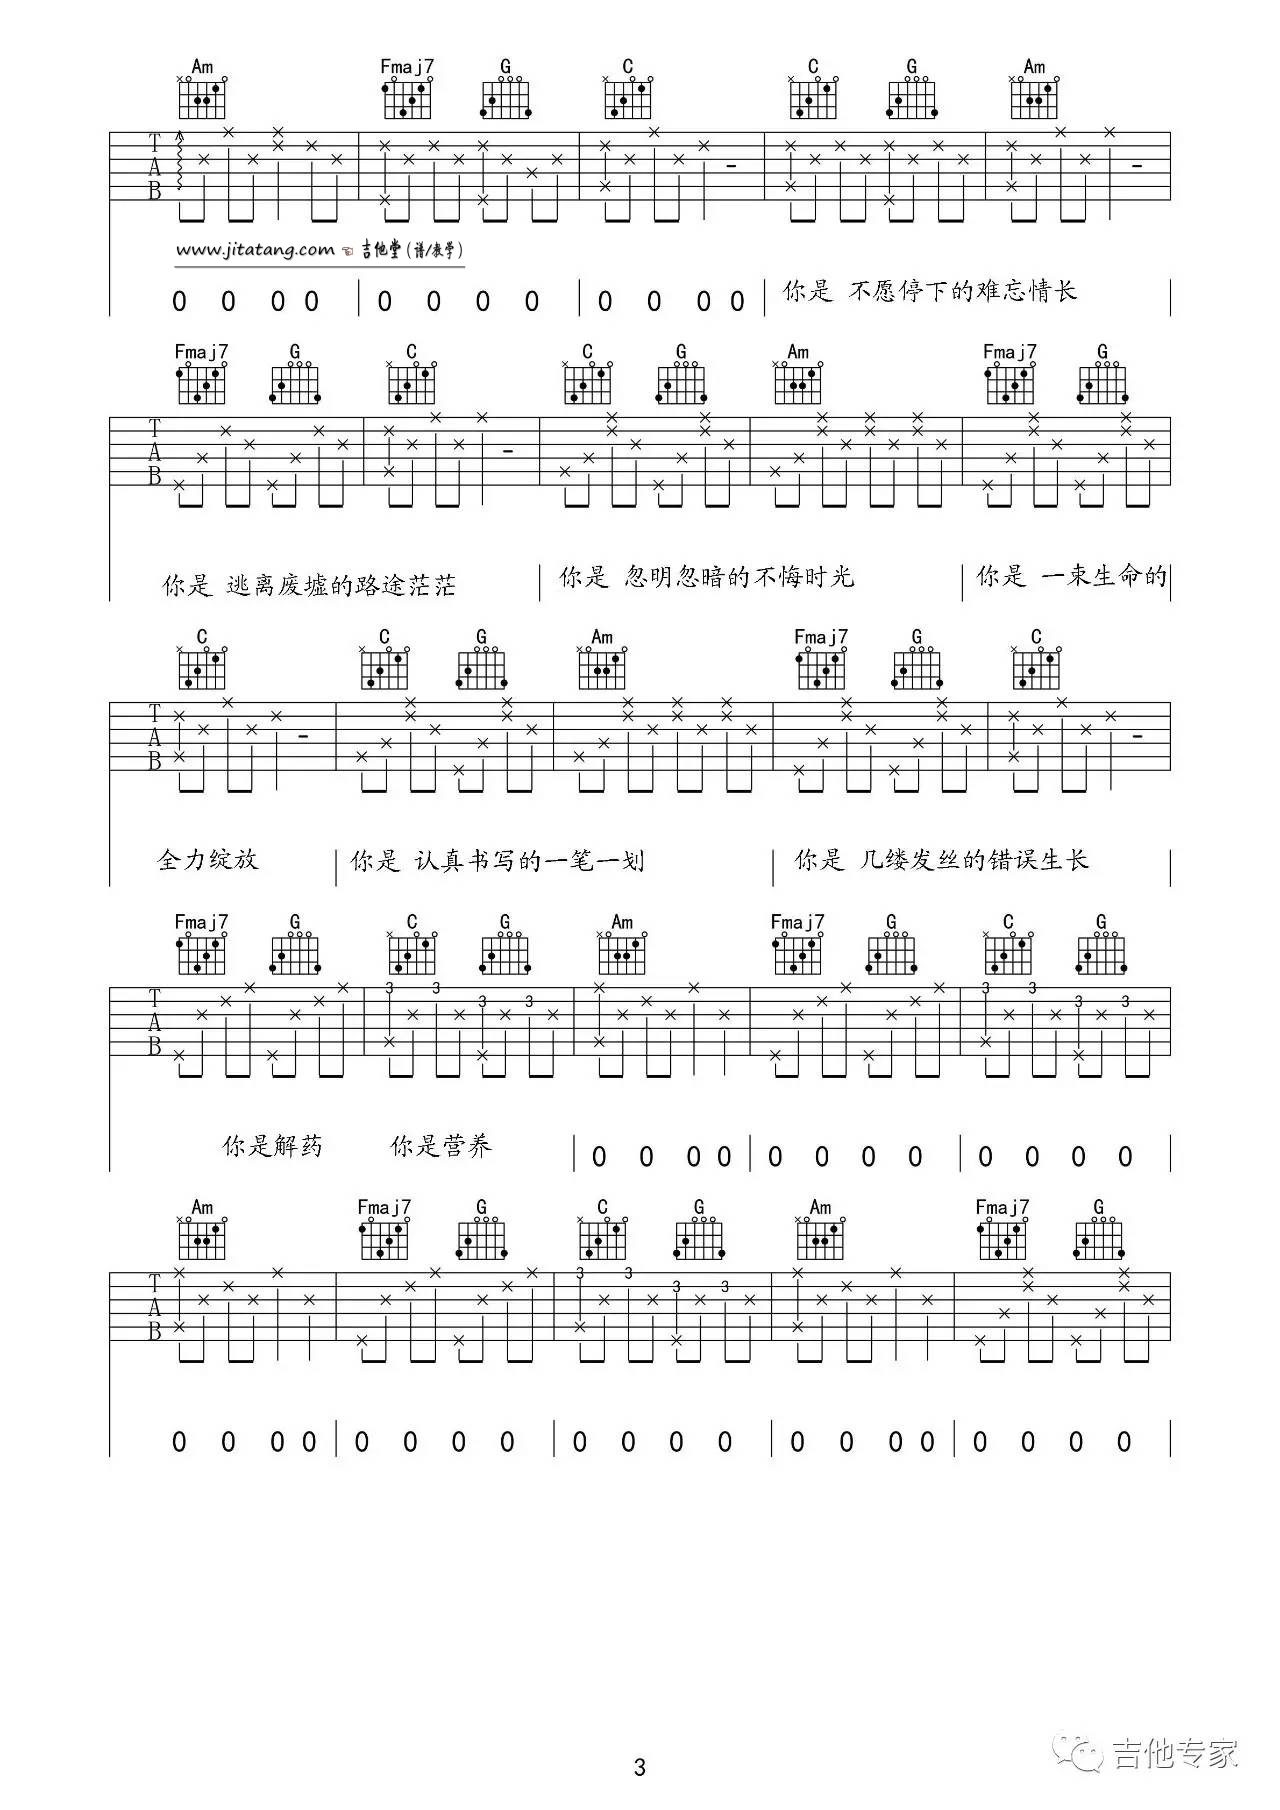 Am Fmaj7 G C C G Am
T
A
B
www.jitatang.com ☜ 吉他堂(谱/教学)
0 0 0 0 0 0 0 0 0 0 0 0 你是 不愿停下的难忘情长
Fmaj7 G C C G Am Fmaj7 G
T
A
B
你是 逃离废墟的路途茫茫 你是 忽明忽暗的不悔时光 你是 一束生命的
C C G Am Fmaj7 G C
T
A
B
全力绽放 你是 认真书写的一笔一划 你是 几缕发丝的错误生长
Fmaj7 G C G Am Fmaj7 G C G
3 3 3 3 3 3 3 3
T
A
B
你是解药 你是营养 0 0 0 0 0 0 0 0 0 0 0 0
Am Fmaj7 G C G Am Fmaj7 G
3 3 3 3
T
A
B
0 0 0 0 0 0 0 0 0 0 0 0 0 0 0 0 0 0 0 0
3
吉他专家